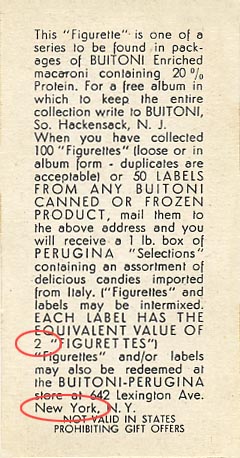 This "Figurette" is one of a
series to be found in pack-
ages of BUITONI Enriched
macaroni containing 20%
Protein. For a free album in
which to keep the entire
collection write to BUITONI,
So. Hackensack, N. J.
When you have collected
100 "Figurettes" (loose or in
album form - duplicates are
acceptable) or 50 LABELS
FROM ANY BUITONI
CANNED OR FROZEN
PRODUCT, mail them to
the above address and you
will receive a 1 lb. box of
PERUGINA "Selections"
containing an assortment of
delicious candies imported
from Italy. ("Figurettes" and
labels may be intermixed.
EACH LABEL HAS THE
EQUIVALENT VALUE OF
2 "FIGURETTES")
"Figurettes" and/or labels
may also be redeemed at
the BUITONI-PERUGINA
store at 642 Lexington Ave.
New York, N.Y.
NOT VALID IN STATES
PROHIBITING GIFT OFFERS